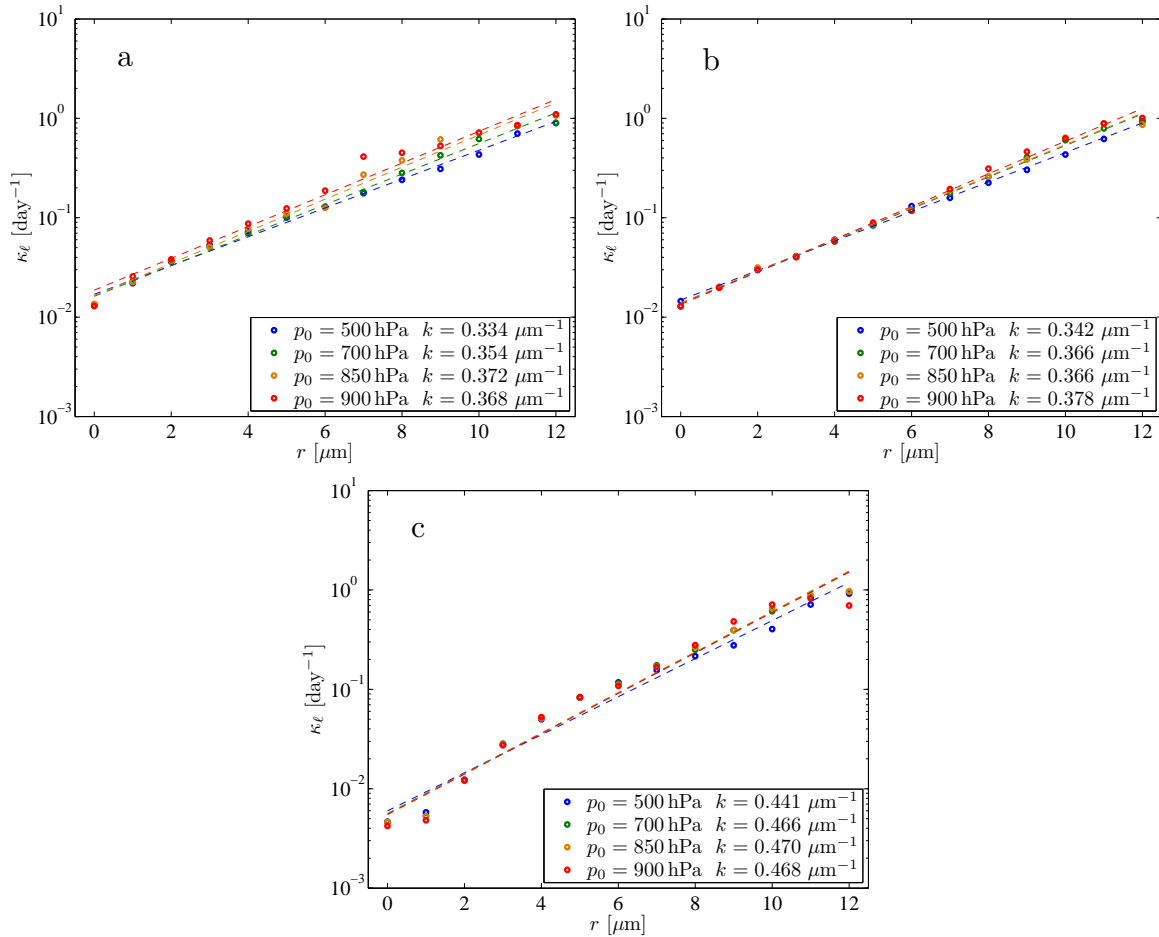 a
10^1
10^0
10^{-1}
10^{-2}
10^{-3}
κ_ℓ [day^{-1}]
p_0 = 500 hPa k = 0.334 μm^{-1}
p_0 = 700 hPa k = 0.354 μm^{-1}
p_0 = 850 hPa k = 0.372 μm^{-1}
p_0 = 900 hPa k = 0.368 μm^{-1}
0 2 4 6 8 10 12
r [μm]
b
10^1
10^0
10^{-1}
10^{-2}
10^{-3}
κ_ℓ [day^{-1}]
p_0 = 500 hPa k = 0.342 μm^{-1}
p_0 = 700 hPa k = 0.366 μm^{-1}
p_0 = 850 hPa k = 0.366 μm^{-1}
p_0 = 900 hPa k = 0.378 μm^{-1}
0 2 4 6 8 10 12
r [μm]
c
10^1
10^0
10^{-1}
10^{-2}
10^{-3}
κ_ℓ [day^{-1}]
p_0 = 500 hPa k = 0.441 μm^{-1}
p_0 = 700 hPa k = 0.466 μm^{-1}
p_0 = 850 hPa k = 0.470 μm^{-1}
p_0 = 900 hPa k = 0.468 μm^{-1}
0 2 4 6 8 10 12
r [μm]